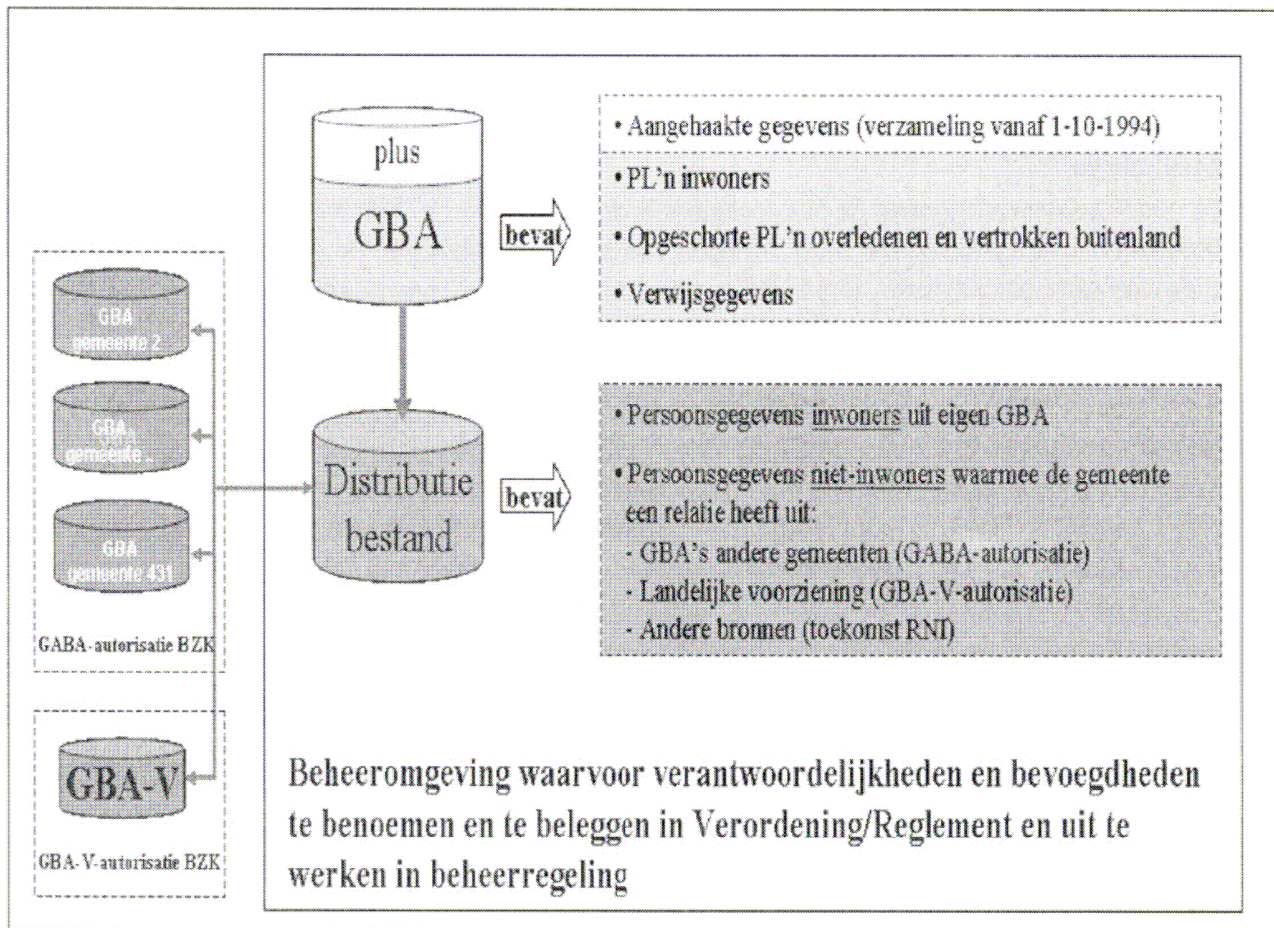 plus
GBA
bevat
• Aangehaakte gegevens (verzameling vanaf 1-10-1994)
• PL'n inwoners
• Opgeschorte PL'n overledenen en vertrokken buitenland
• Verwijsgegevens
GBA
gemeente 2
GBA
gemeente ..
GBA
gemeente 431
GABA-autorisatie BZK
GBA-V
GBA-V-autorisatie BZK
Distributie
bestand
bevat
• Persoonsgegevens inwoners uit eigen GBA
• Persoonsgegevens niet-inwoners waarmee de gemeente
een relatie heeft uit:
- GBA's andere gemeenten (GABA-autorisatie)
- Landelijke voorziening (GBA-V-autorisatie)
- Andere bronnen (toekomst RNI)
Beheeromgeving waarvoor verantwoordelijkheden en bevoegdheden
te benoemen en te beleggen in Verordening/Reglement en uit te
werken in beheerregeling